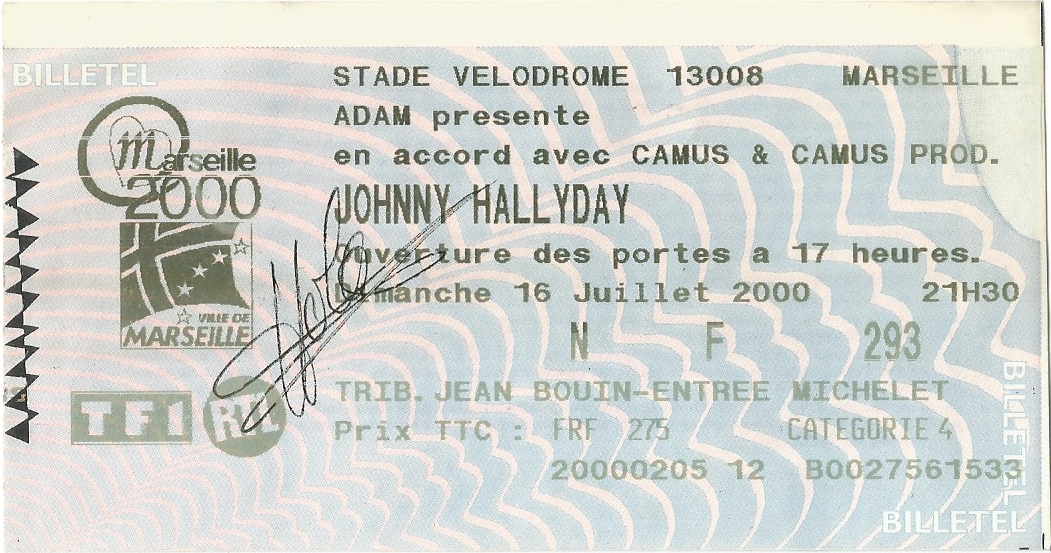 BILLETEL
STADE VELODROME 13008 MARSEILLE
ADAM presente
en accord avec CAMUS & CAMUS PROD.
Marseille
2000
JOHNNY HALLYDAY
Ouverture des portes a 17 heures.
Dimanche 16 Juillet 2000 21H30
VILLE DE
MARSEILLE
N F 293
TRIB. JEAN BOUIN-ENTREE MICHELET
TF1 RTL
Prix TTC : FRF 275 CATEGORIE 4
20000205 12 B0027561533
BILLETEL
BILLETEL